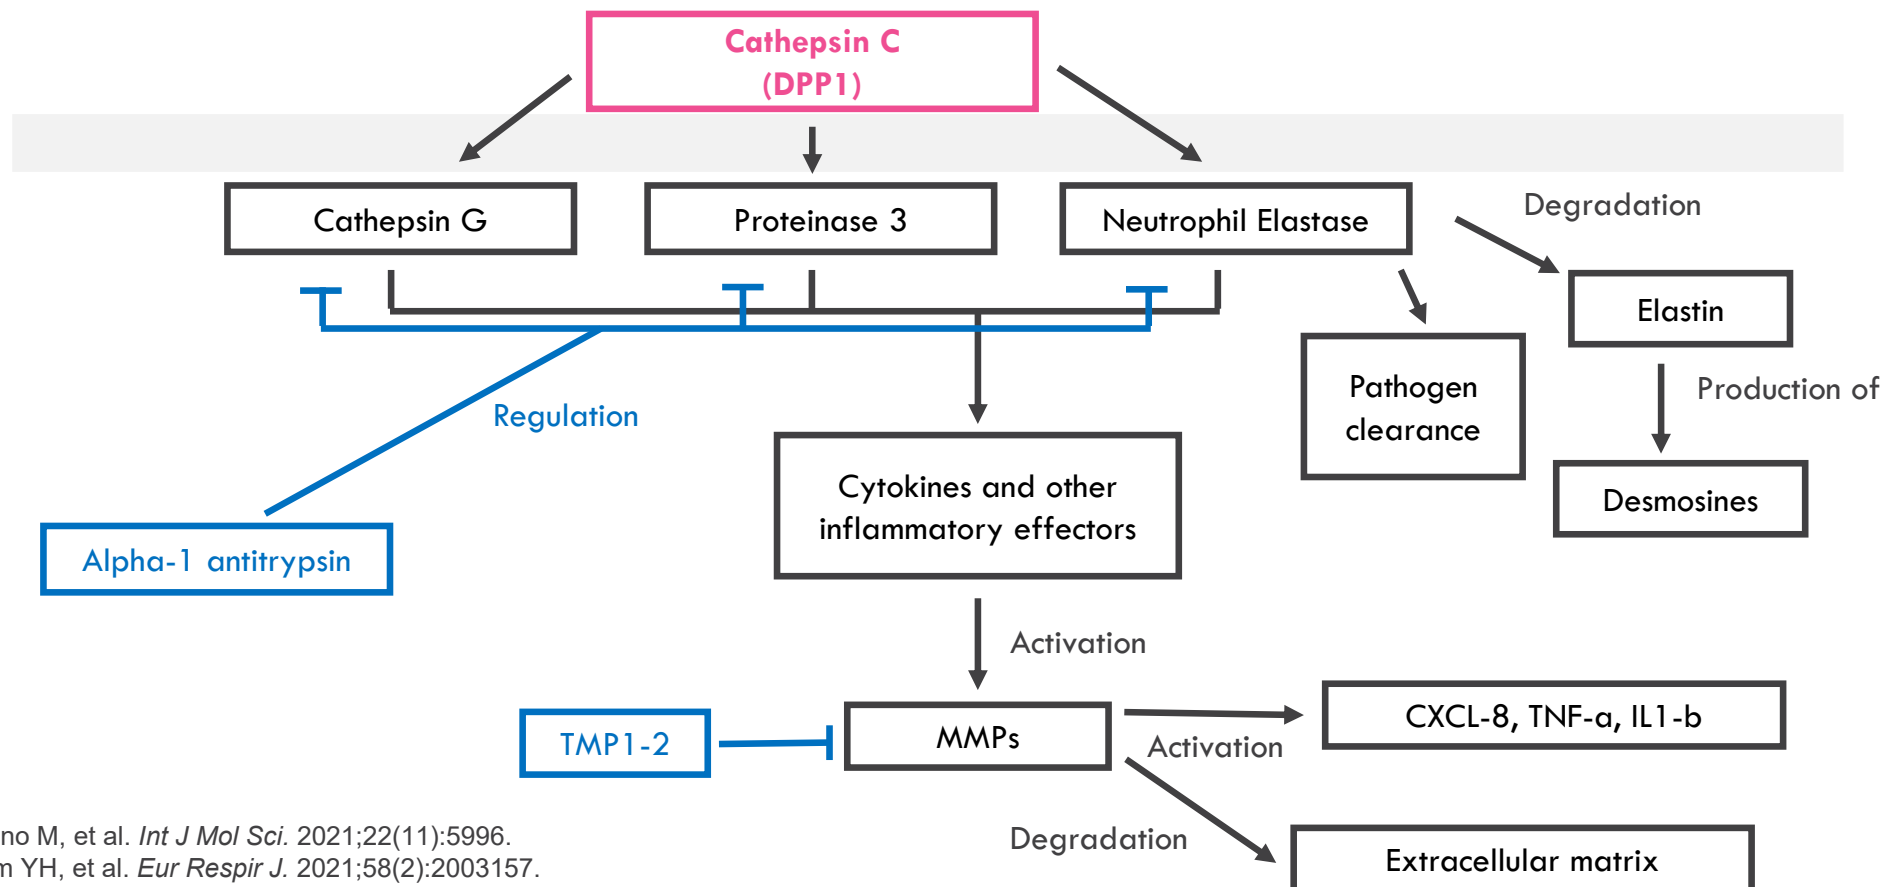 Cathepsin C
(DPP1)
Cathepsin G
Proteinase 3
Neutrophil Elastase
Degradation
Elastin
Pathogen
clearance
Production of
Regulation
Cytokines and other
inflammatory effectors
Desmosines
Alpha-1 antitrypsin
Activation
TMP1-2
MMPs
Activation
CXCL-8, TNF-a, IL1-b
Degradation
Extracellular matrix
no M, et al. Int J Mol Sci. 2021;22(11):5996.
m YH, et al. Eur Respir J. 2021;58(2):2003157.